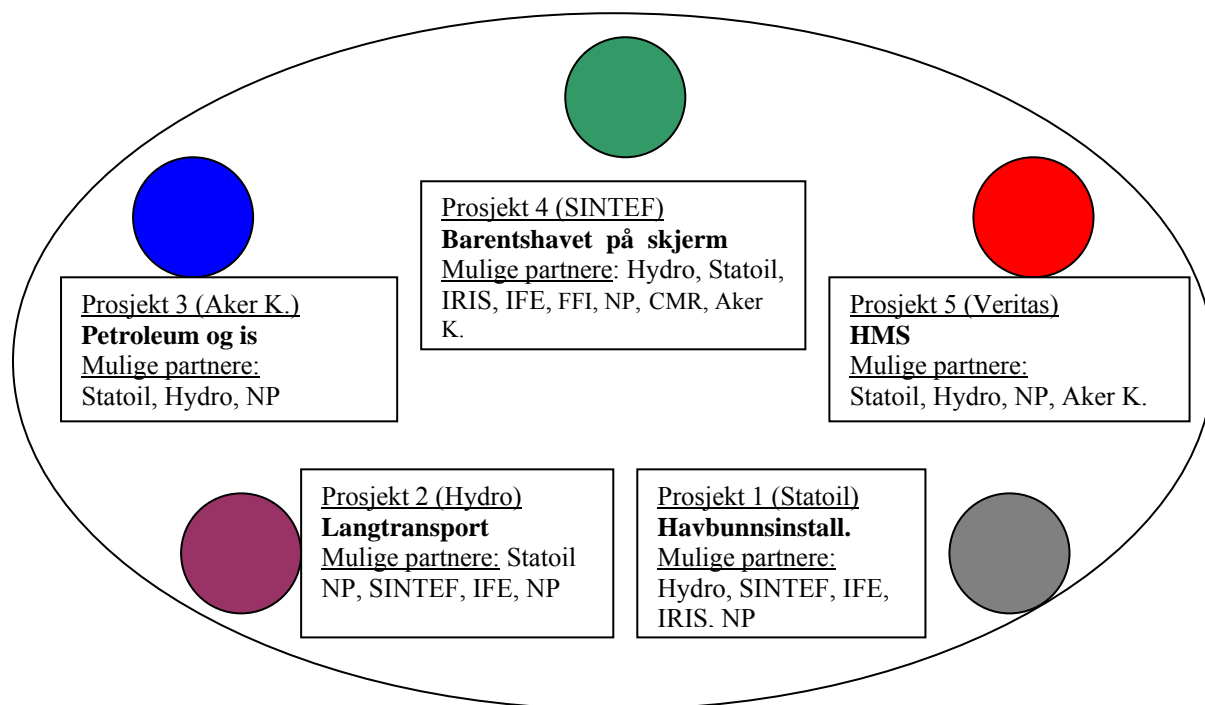 Prosjekt 4 (SINTEF)
Barentshavet på skjerm
Mulige partnere: Hydro, Statoil,
IRIS, IFE, FFI, NP, CMR, Aker
K.
Prosjekt 3 (Aker K.)
Petroleum og is
Mulige partnere:
Statoil, Hydro, NP
Prosjekt 5 (Veritas)
HMS
Mulige partnere:
Statoil, Hydro, NP, Aker K.
Prosjekt 2 (Hydro)
Langtransport
Mulige partnere: Statoil
NP, SINTEF, IFE, NP
Prosjekt 1 (Statoil)
Havbunnsinstall.
Mulige partnere:
Hydro, SINTEF, IFE,
IRIS, NP